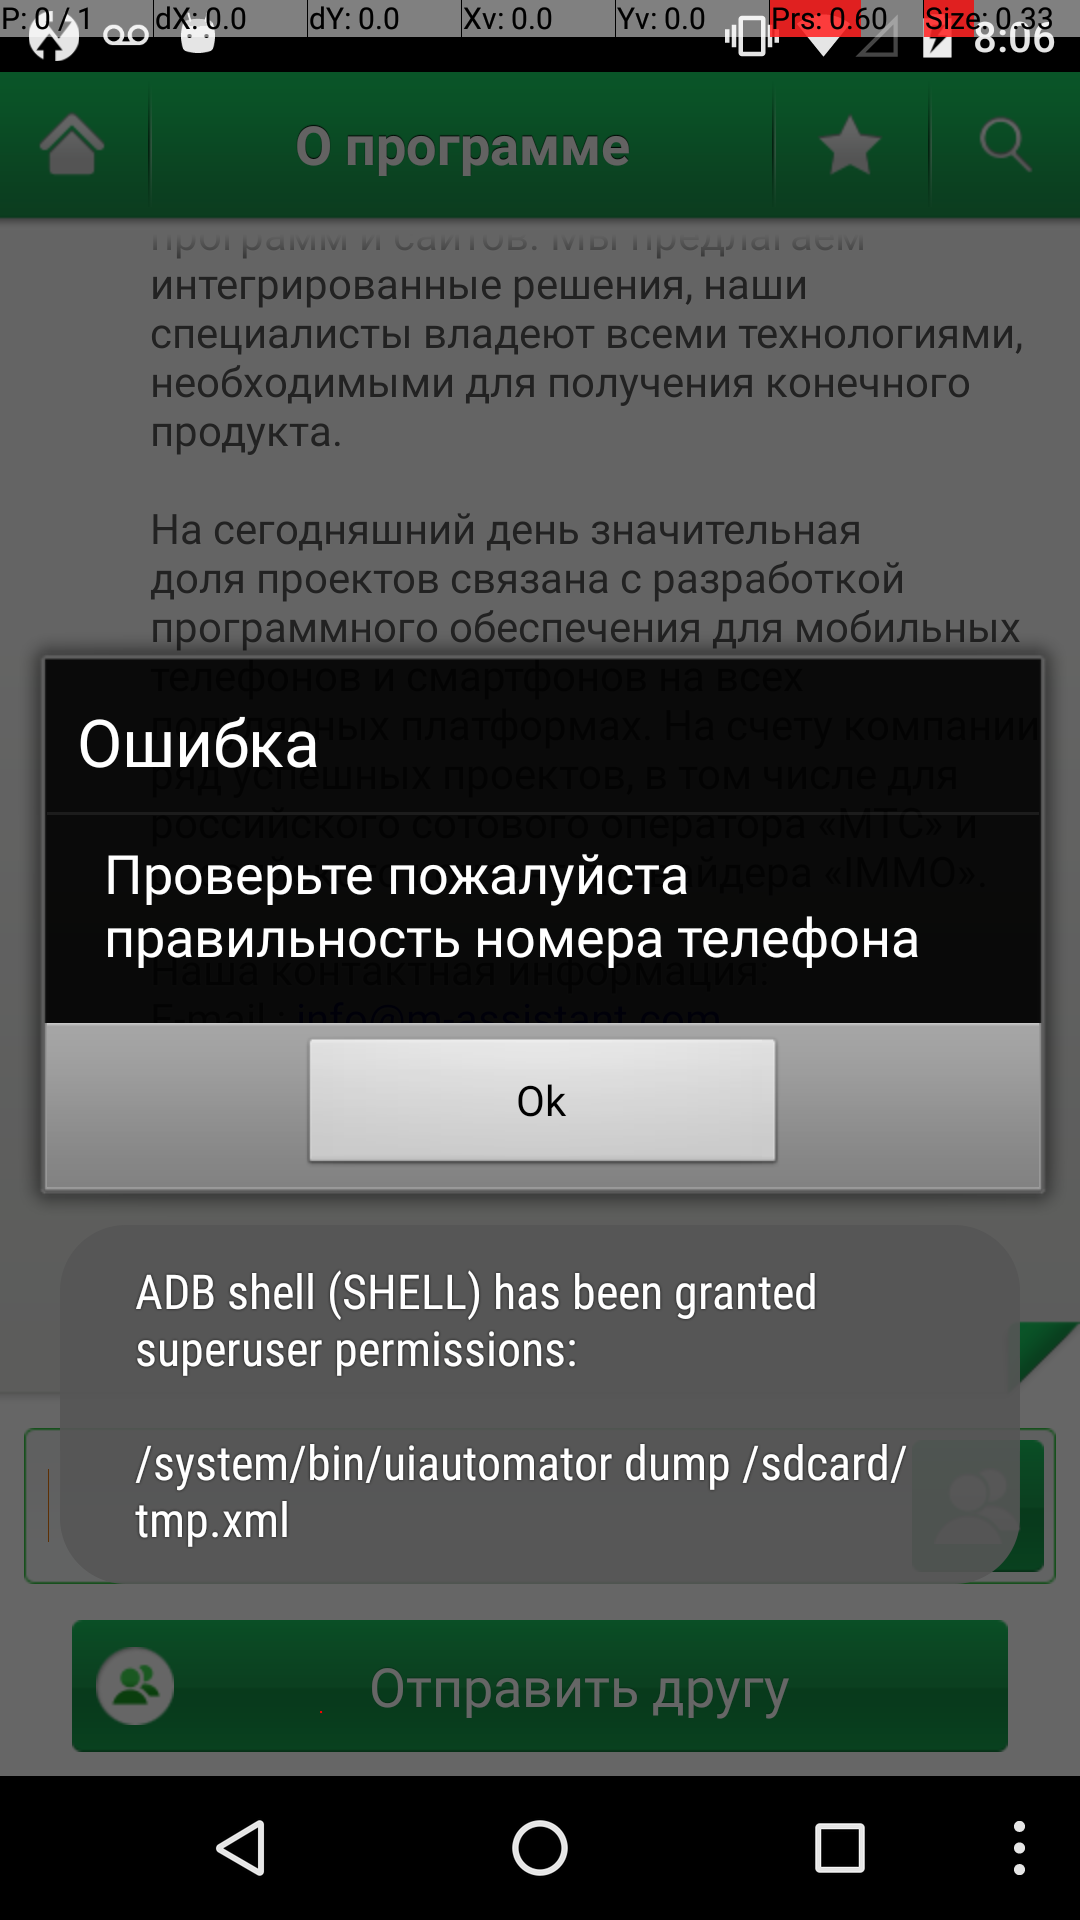 P: 0 / 1 dX: 0.0 dY: 0.0 Xv: 0.0 Yv: 0.0 Prs: 0.60 Size: 0.33
8:06
О программе
программ и сайтов. Мы предлагаем
интегрированные решения, наши
специалисты владеют всеми технологиями,
необходимыми для получения конечного
продукта.
На сегодняшний день значительная
доля проектов связана с разработкой
программного обеспечения для мобильных
телефонов и смартфонов на всех
популярных платформах. На счету компании
ряд успешных проектов, в том числе для
российского сотового оператора «МТС» и
«IMMO».
Наша контактная информация:
E-mail : info@m-assistant.com
Ошибка
Проверьте пожалуйста
правильность номера телефона
Ok
ADB shell (SHELL) has been granted
superuser permissions:
/system/bin/uiautomator dump /sdcard/
tmp.xml
Отправить другу